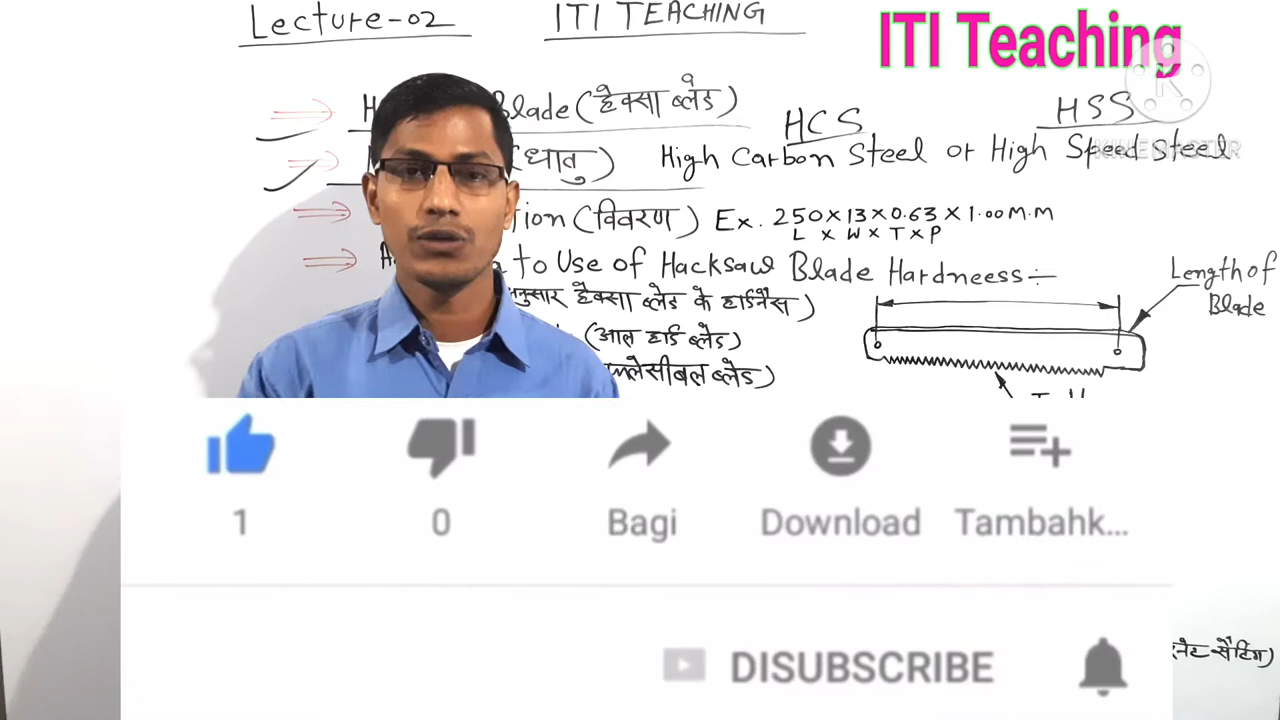 Lecture-02 ITI TEACHING
ITI Teaching
Blade (हैक्सा ब्लेड)
HCS HSS
(धातु) High Carbon Steel or High Speed Steel
tion (विवरण) Ex. 250×13×0.63×1.00 M.M
L × W × T × P
to Use of Hacksaw Blade Hardneess:-
Length of
Blade
नुसार हैक्सा ब्लेड के हार्डनैस)
(आल हार्ड ब्लेड)
ब्लेड)
1 0 Bagi Download Tambahk...
DISUBSCRIBE